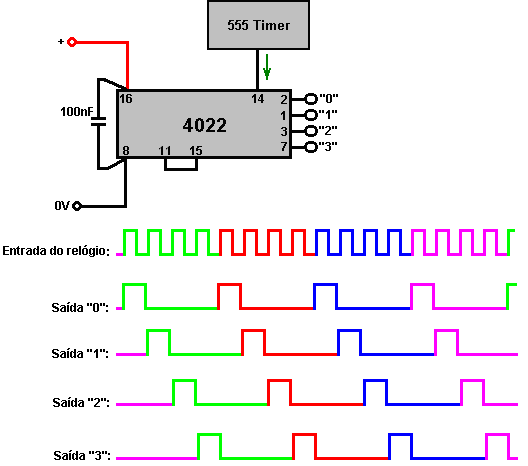 555 Timer
+
16
14
2
"0"
1
"1"
100nF
4022
3
"2"
7
"3"
8
11
15
0V
Entrada do relógio:
Saída "0":
Saída "1":
Saída "2":
Saída "3":